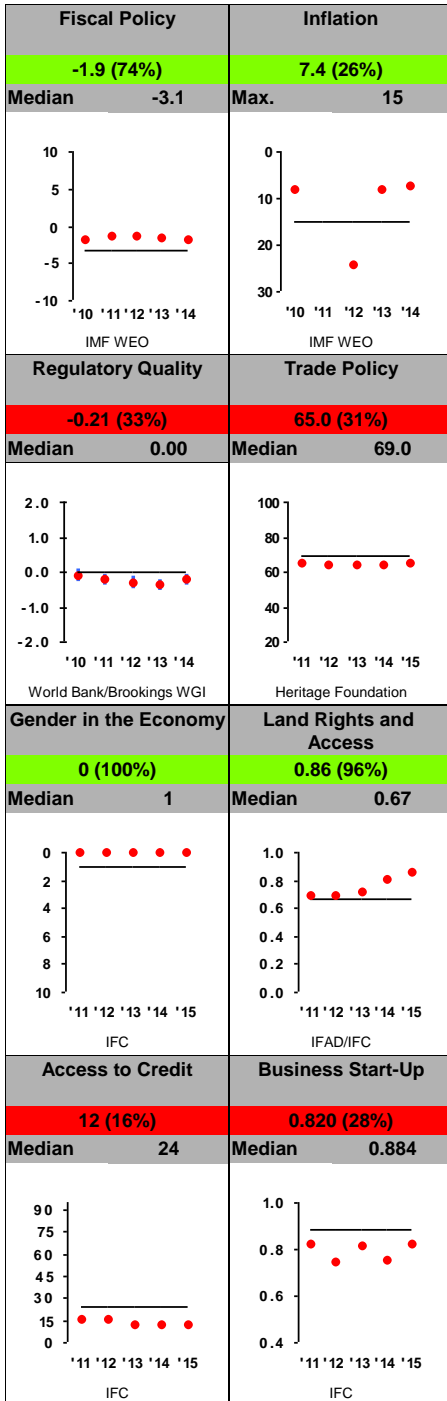 Fiscal Policy
-1.9 (74%)
Median -3.1
10
5
0
-5
-10
'10 '11 '12 '13 '14
IMF WEO
Inflation
7.4 (26%)
Max. 15
0
10
20
30
'10 '11 '12 '13 '14
IMF WEO
Regulatory Quality
-0.21 (33%)
Median 0.00
2.0
1.0
0.0
-1.0
-2.0
'10 '11 '12 '13 '14
World Bank/Brookings WGI
Trade Policy
65.0 (31%)
Median 69.0
100
80
60
40
20
'11 '12 '13 '14 '15
Heritage Foundation
Gender in the Economy
0 (100%)
Median 1
0
2
4
6
8
10
'11 '12 '13 '14 '15
IFC
Land Rights and
Access
0.86 (96%)
Median 0.67
1.0
0.8
0.6
0.4
0.2
0.0
'11 '12 '13 '14 '15
IFAD/IFC
Access to Credit
12 (16%)
Median 24
90
75
60
45
30
15
0
'11 '12 '13 '14 '15
IFC
Business Start-Up
0.820 (28%)
Median 0.884
1.0
0.8
0.6
0.4
'11 '12 '13 '14 '15
IFC